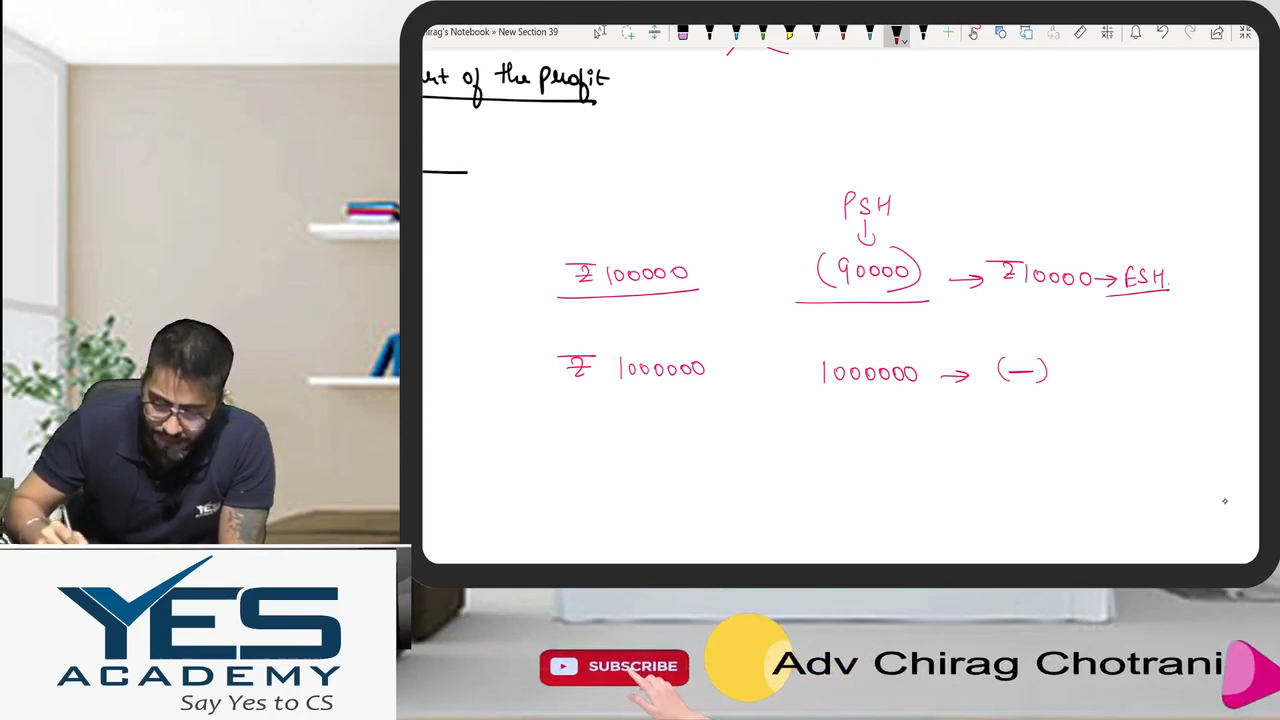 irag's Notebook » New Section 39
of the profit
PSH
↓
₹ 100000 (90000) → ₹ 10000 → ESH.
₹ 1000000 1000000 → (—)
YES
YES
ACADEMY
Say Yes to CS
SUBSCRIBE
Adv Chirag Chotrani